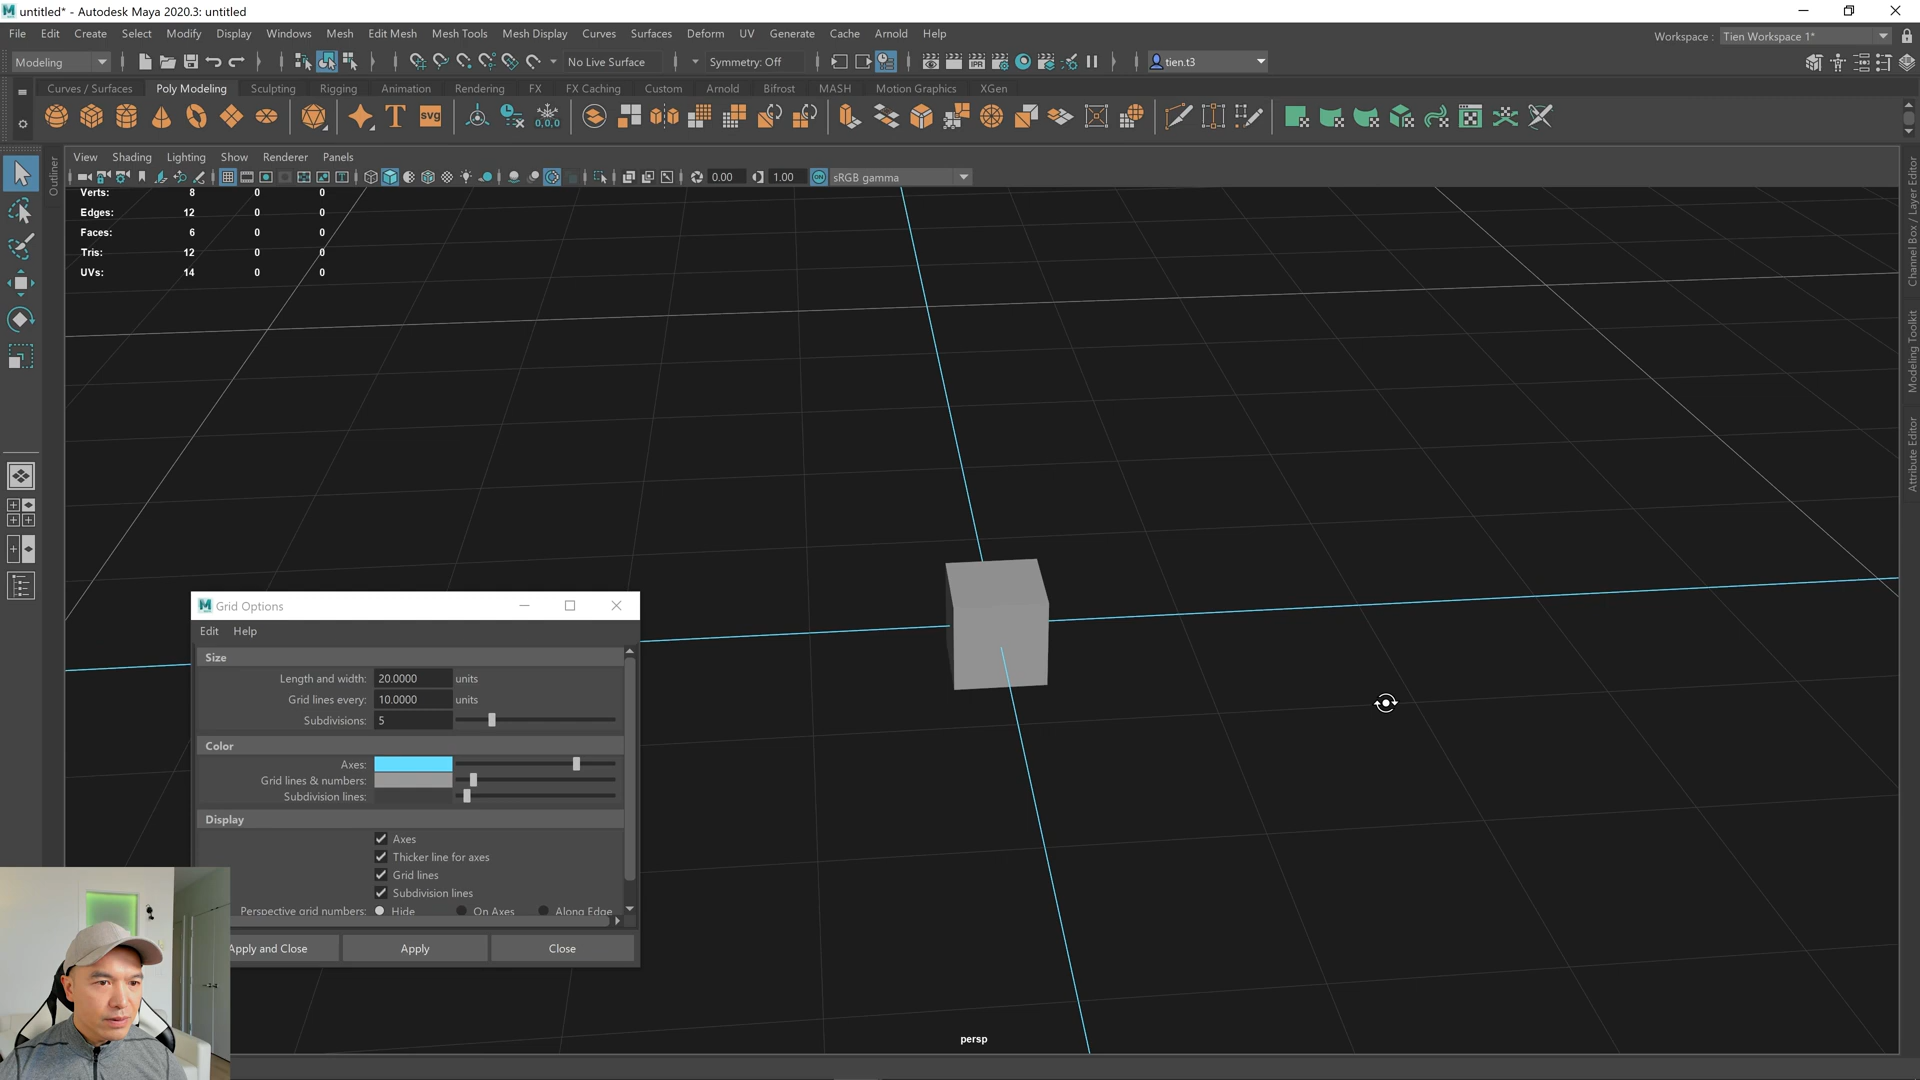 untitled* - Autodesk Maya 2020.3: untitled
File Edit Create Select Modify Display Windows Mesh Edit Mesh Mesh Tools Mesh Display Curves Surfaces Deform UV Generate Cache Arnold Help
Workspace : Tien Workspace 1*
Modeling No Live Surface Symmetry: Off tien.t3
Curves / Surfaces Poly Modeling Sculpting Rigging Animation Rendering FX FX Caching Custom Arnold Bifrost MASH Motion Graphics XGen
T SVG 0,0,0
IPR
View Shading Lighting Show Renderer Panels
0.00 1.00 ON sRGB gamma
Outliner
Verts: 8 0 0
Edges: 12 0 0
Faces: 6 0 0
Tris: 12 0 0
UVs: 14 0 0
Channel Box / Layer Editor
Modeling Toolkit
Attribute Editor
Grid Options
Edit Help
Size
Length and width: 20.0000 units
Grid lines every: 10.0000 units
Subdivisions: 5
Color
Axes:
Grid lines & numbers:
Subdivision lines:
Display
Axes
Thicker line for axes
Grid lines
Subdivision lines
Perspective grid numbers: Hide On Axes Along Edge
Apply and Close Apply Close
persp